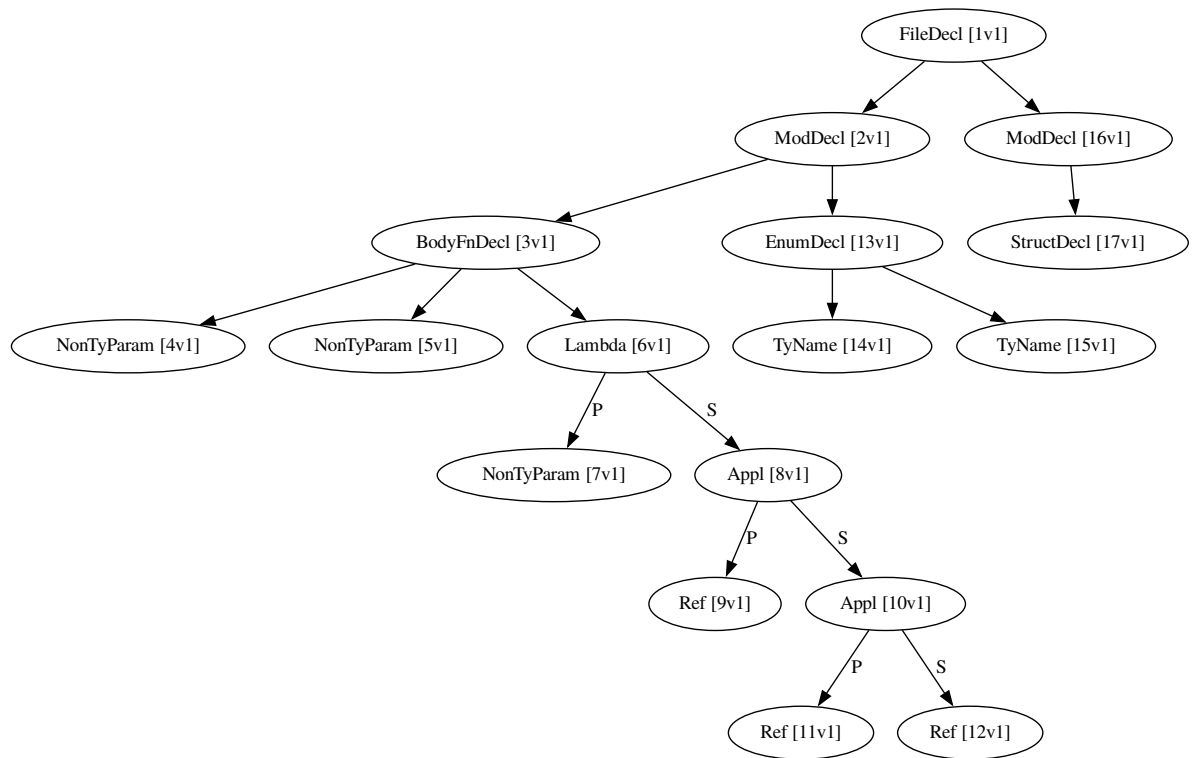 FileDecl [1v1]
ModDecl [2v1]
ModDecl [16v1]
BodyFnDecl [3v1]
EnumDecl [13v1]
StructDecl [17v1]
NonTyParam [4v1]
NonTyParam [5v1]
Lambda [6v1]
TyName [14v1]
TyName [15v1]
P
S
NonTyParam [7v1]
Appl [8v1]
P
S
Ref [9v1]
Appl [10v1]
P
S
Ref [11v1]
Ref [12v1]